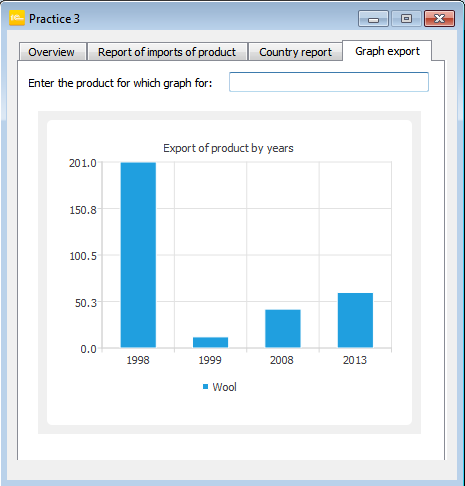 Practice 3
Overview
Report of imports of product
Country report
Graph export
Enter the product for which graph for:
Export of product by years
201.0
150.8
100.5
50.3
0.0
1998 1999 2008 2013
Wool